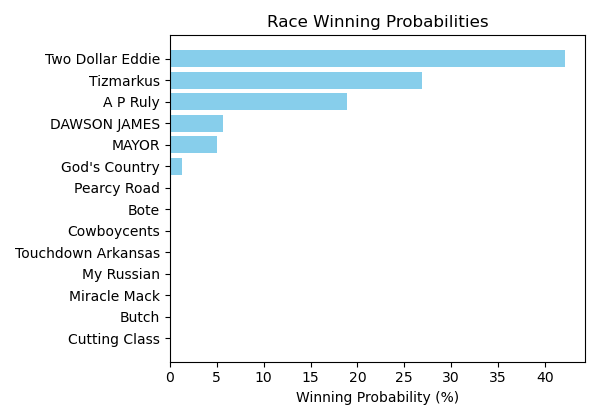 Race Winning Probabilities
Two Dollar Eddie
Tizmarkus
A P Ruly
DAWSON JAMES
MAYOR
God's Country
Pearcy Road
Bote
Cowboycents
Touchdown Arkansas
My Russian
Miracle Mack
Butch
Cutting Class
0 5 10 15 20 25 30 35 40
Winning Probability (%)